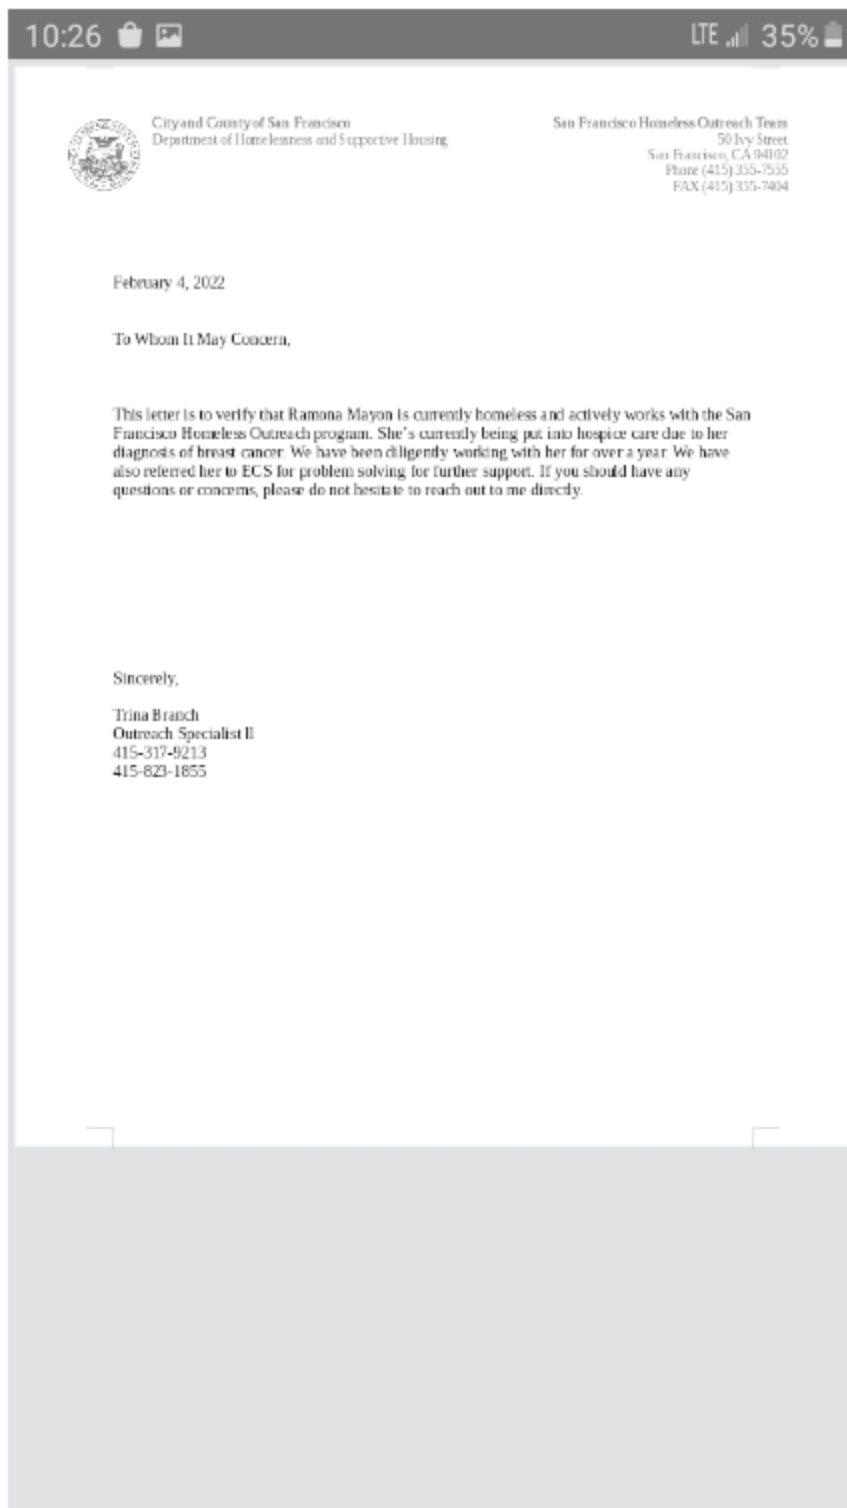 10:26 LTE 35%
City and County of San Francisco
Department of Homelessness and Supportive Housing
San Francisco Homeless Outreach Team
50 Ivy Street
San Francisco, CA 94102
Phone (415) 355-7555
FAX (415) 355-7404
February 4, 2022
To Whom It May Concern,
This letter is to verify that Ramona Mayon is currently homeless and actively works with the San
Francisco Homeless Outreach program. She's currently being put into hospice care due to her
diagnosis of breast cancer. We have been diligently working with her for over a year. We have
also referred her to ECS for problem solving for further support. If you should have any
questions or concerns, please do not hesitate to reach out to me directly.
Sincerely,
Trina Branch
Outreach Specialist II
415-317-9213
415-823-1855